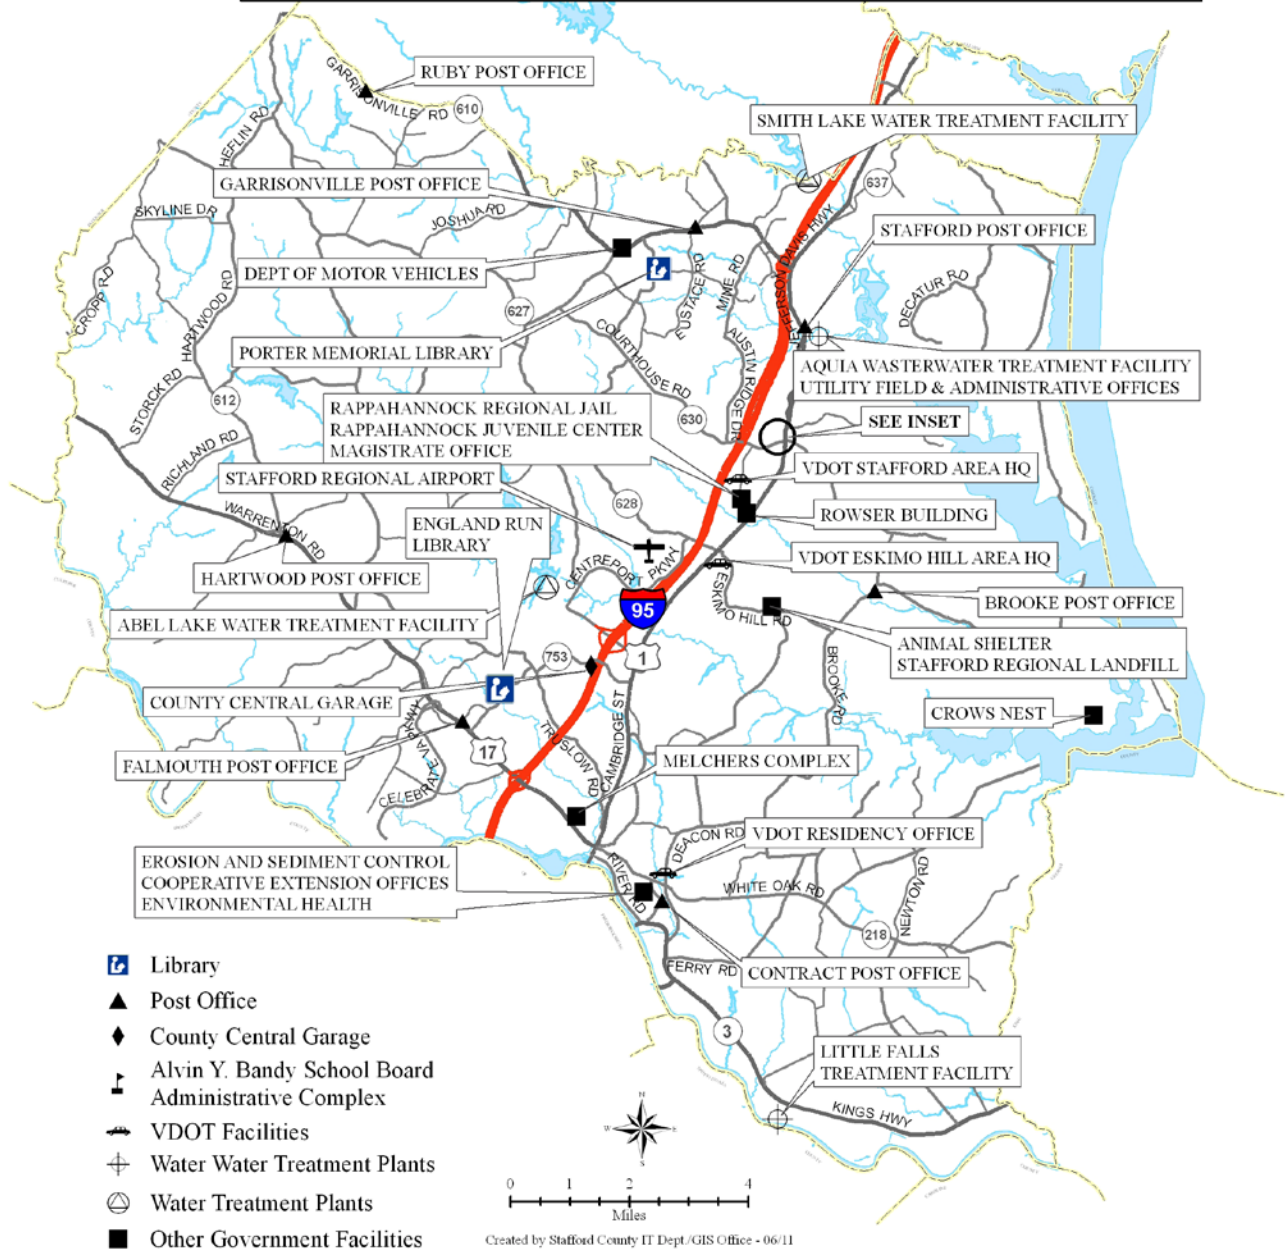 RUBY POST OFFICE
GARRISONVILLE RD
610
SMITH LAKE WATER TREATMENT FACILITY
HEFLIN RD
GARRISONVILLE POST OFFICE
637
SKYLINE DR
JOSHUA RD
STAFFORD POST OFFICE
JEFFERSON DAVIS HWY
DEPT OF MOTOR VEHICLES
CROPP RD
HARTWOOD RD
EUSTACE RD
MINE RD
DECATUR RD
627
PORTER MEMORIAL LIBRARY
COURTHOUSE RD
AUSTIN RIDGE DR
AQUIA WASTERWATER TREATMENT FACILITY
UTILITY FIELD & ADMINISTRATIVE OFFICES
STORCK RD
612
RAPPAHANNOCK REGIONAL JAIL
RAPPAHANNOCK JUVENILE CENTER
MAGISTRATE OFFICE
630
SEE INSET
RICHLAND RD
STAFFORD REGIONAL AIRPORT
VDOT STAFFORD AREA HQ
628
WARRENTON RD
ENGLAND RUN
LIBRARY
ROWSER BUILDING
VDOT ESKIMO HILL AREA HQ
HARTWOOD POST OFFICE
CENTREPORT PKWY
ESKIMO HILL RD
95
BROOKE POST OFFICE
ABEL LAKE WATER TREATMENT FACILITY
ANIMAL SHELTER
STAFFORD REGIONAL LANDFILL
753
1
BROOKE RD
COUNTY CENTRAL GARAGE
CROWS NEST
CELEBRATE VA PKWY
17
TRUSLOW RD
CAMBRIDGE ST
FALMOUTH POST OFFICE
MELCHERS COMPLEX
DEACON RD
VDOT RESIDENCY OFFICE
EROSION AND SEDIMENT CONTROL
COOPERATIVE EXTENSION OFFICES
ENVIRONMENTAL HEALTH
RIVER RD
WHITE OAK RD
NEWTON RD
218
FERRY RD
CONTRACT POST OFFICE
3
LITTLE FALLS
TREATMENT FACILITY
KINGS HWY
Library
Post Office
County Central Garage
Alvin Y. Bandy School Board
Administrative Complex
VDOT Facilities
Water Water Treatment Plants
Water Treatment Plants
Other Government Facilities
N
W E
S
0 1 2 4
Miles
Created by Stafford County IT Dept./GIS Office - 06/11